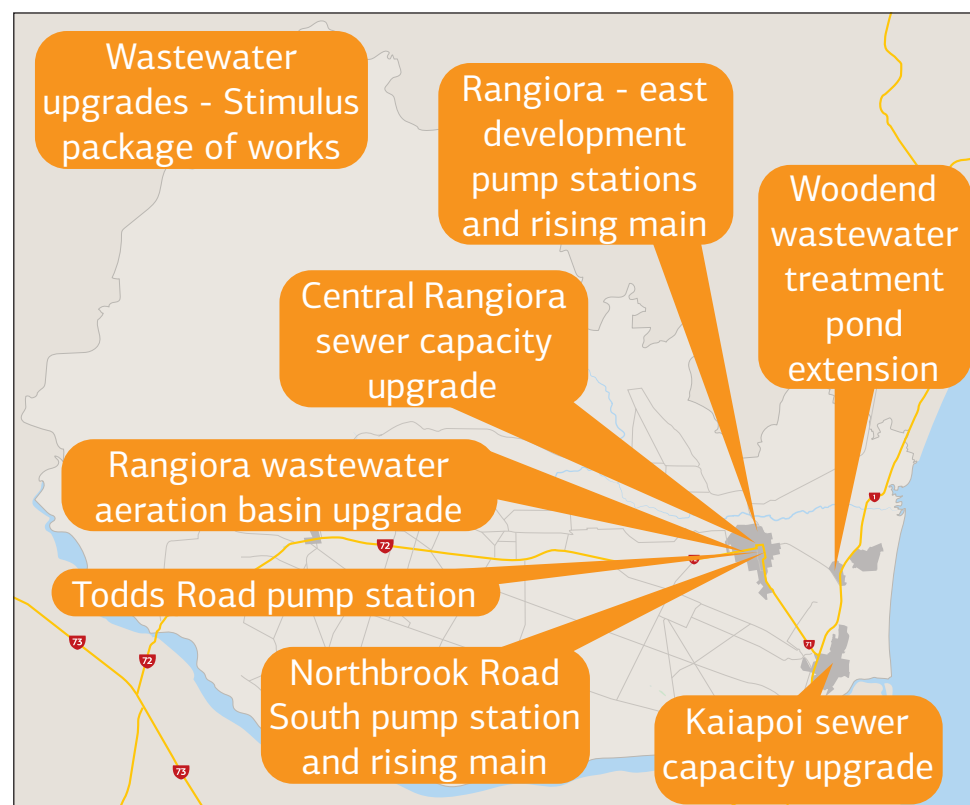 Wastewater
upgrades - Stimulus
package of works
Rangiora - east
development
pump stations
and rising main
Woodend
wastewater
treatment
pond
extension
Central Rangiora
sewer capacity
upgrade
Rangiora wastewater
aeration basin upgrade
Todds Road pump station
Northbrook Road
South pump station
and rising main
Kaiapoi sewer
capacity upgrade
1
72
71
73
72
73